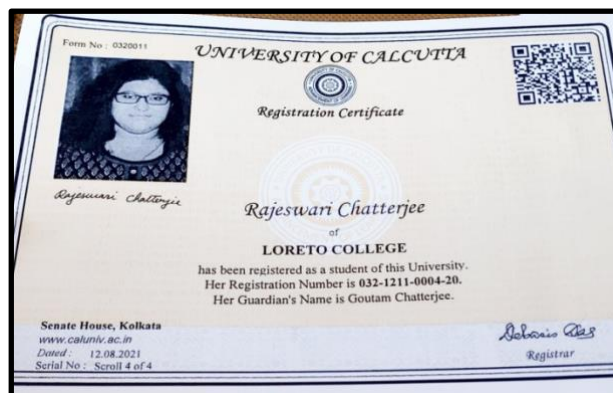 Form No : 0320011
UNIVERSITY OF CALCUTTA
Registration Certificate
Rajeswari Chatterjee
Rajeswari Chatterjee
of
LORETO COLLEGE
has been registered as a student of this University.
Her Registration Number is 032-1211-0004-20.
Her Guardian's Name is Goutam Chatterjee.
Senate House, Kolkata
www.caluniv.ac.in
Dated : 12.08.2021
Serial No : Scroll 4 of 4
Debasis Das
Registrar